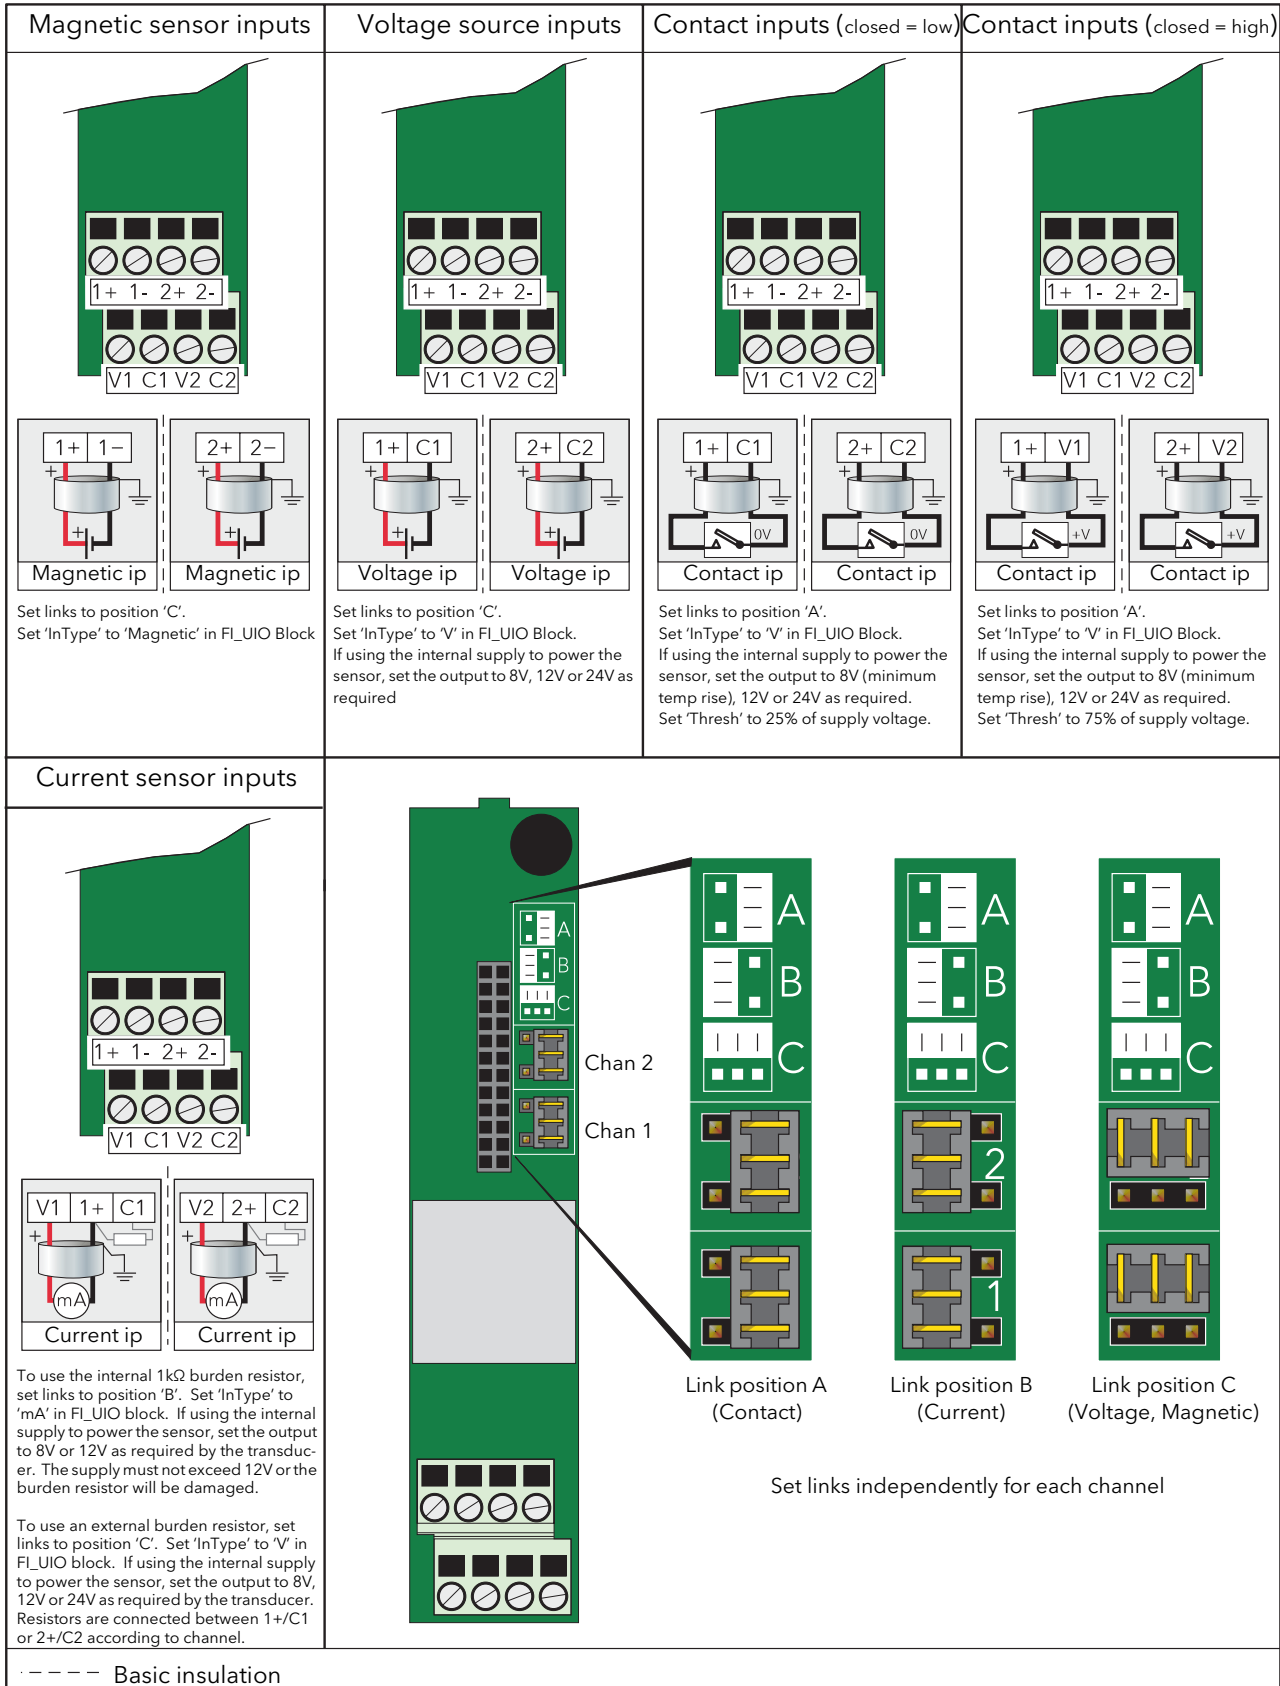 Magnetic sensor inputs
Voltage source inputs
Contact inputs (closed = low)
Contact inputs (closed = high)
1+ 1- 2+ 2-
V1 C1 V2 C2
1+ 1- 2+ 2-
V1 C1 V2 C2
1+ 1- 2+ 2-
V1 C1 V2 C2
1+ 1- 2+ 2-
V1 C1 V2 C2
1+ 1−
+
+
Magnetic ip
2+ 2−
+
+
Magnetic ip
1+ C1
+
+
Voltage ip
2+ C2
+
+
Voltage ip
1+ C1
+
0V
Contact ip
2+ C2
+
0V
Contact ip
1+ V1
+
+V
Contact ip
2+ V2
+
+V
Contact ip
Set links to position ‘C’.
Set ‘InType’ to ‘Magnetic’ in FI_UIO Block
Set links to position ‘C’.
Set ‘InType’ to ‘V’ in FI_UIO Block.
If using the internal supply to power the
sensor, set the output to 8V, 12V or 24V as
required
Set links to position ‘A’.
Set ‘InType’ to ‘V’ in FI_UIO Block.
If using the internal supply to power the
sensor, set the output to 8V (minimum
temp rise), 12V or 24V as required.
Set ‘Thresh’ to 25% of supply voltage.
Set links to position ‘A’.
Set ‘InType’ to ‘V’ in FI_UIO Block.
If using the internal supply to power the
sensor, set the output to 8V (minimum
temp rise), 12V or 24V as required.
Set ‘Thresh’ to 75% of supply voltage.
Current sensor inputs
1+ 1- 2+ 2-
V1 C1 V2 C2
V1 1+ C1
+
mA
Current ip
V2 2+ C2
+
mA
Current ip
To use the internal 1kΩ burden resistor,
set links to position ‘B’. Set ‘InType’ to
‘mA’ in FI_UIO block. If using the internal
supply to power the sensor, set the output
to 8V or 12V as required by the transduc-
er. The supply must not exceed 12V or the
burden resistor will be damaged.
To use an external burden resistor, set
links to position ‘C’. Set ‘InType’ to ‘V’ in
FI_UIO block. If using the internal supply
to power the sensor, set the output to 8V,
12V or 24V as required by the transducer.
Resistors are connected between 1+/C1
or 2+/C2 according to channel.
A
B
C
Chan 2
Chan 1
A
B
C
Link position A
(Contact)
A
B
C
2
1
Link position B
(Current)
A
B
C
Link position C
(Voltage, Magnetic)
Set links independently for each channel
Basic insulation